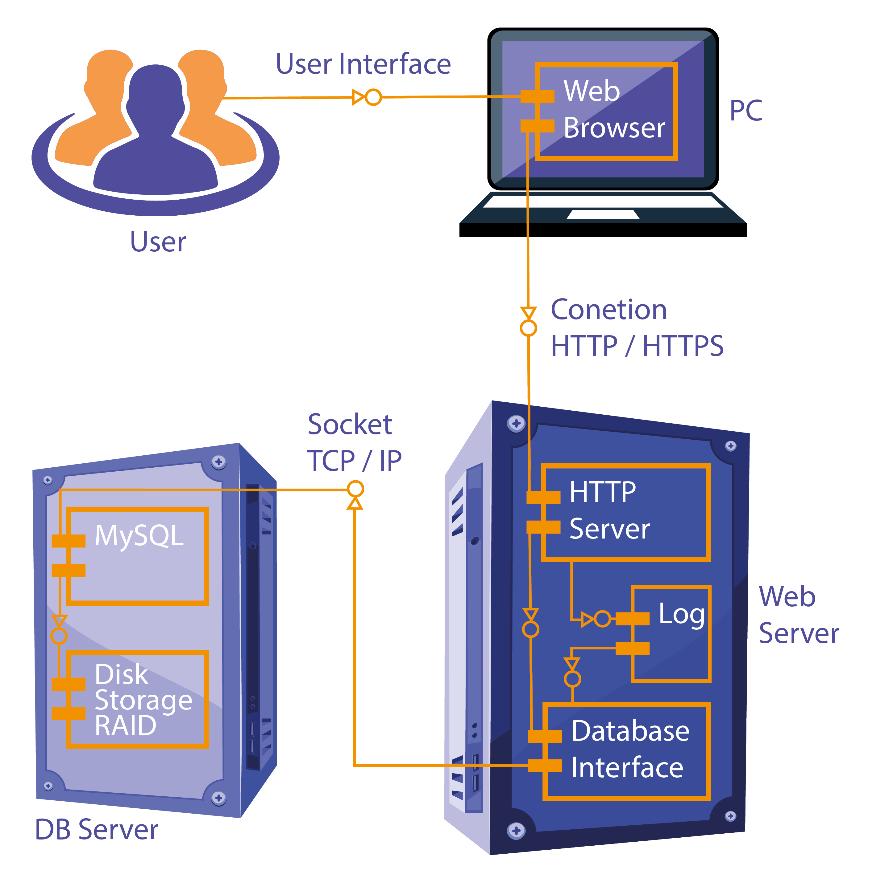 User Interface
Web
Browser
PC
User
Conetion
HTTP / HTTPS
Socket
TCP / IP
HTTP
Server
MySQL
Log
Web
Server
Disk
Storage
RAID
Database
Interface
DB Server